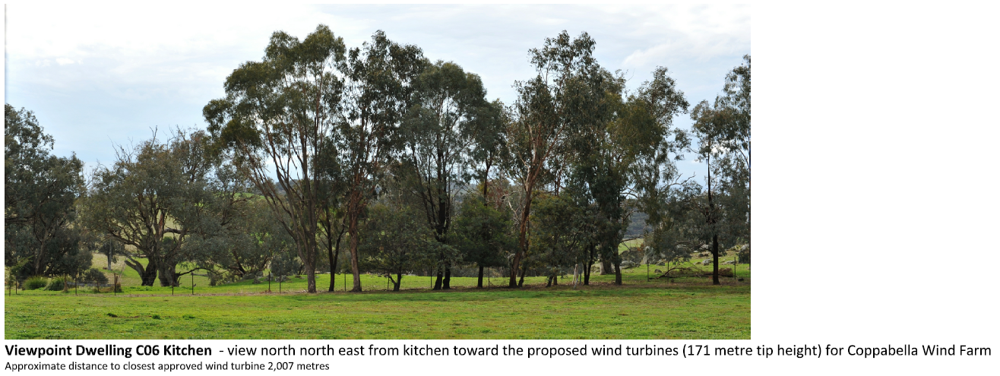 Viewpoint Dwelling C06 Kitchen - view north north east from kitchen toward the proposed wind turbines (171 metre tip height) for Coppabella Wind Farm
Approximate distance to closest approved wind turbine 2,007 metres